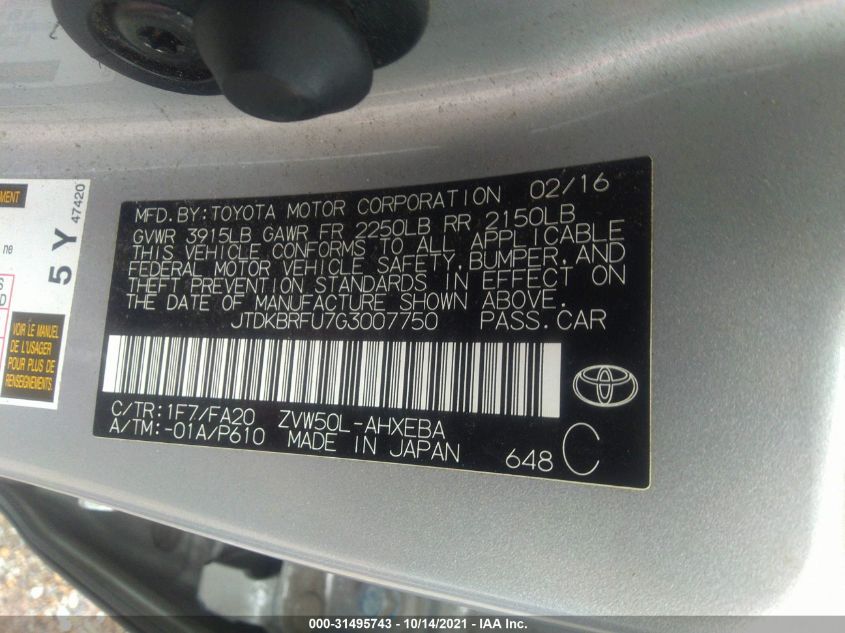 MENT
ne
S
D
5 Y
47420
VOIR LE MANUEL
DE L'USAGER
POUR PLUS DE
RENSEIGNEMENTS.
MFD. BY: TOYOTA MOTOR CORPORATION 02/16
GVWR 3915LB GAWR FR 2250LB RR 2150LB
THIS VEHICLE CONFORMS TO ALL APPLICABLE
FEDERAL MOTOR VEHICLE SAFETY, BUMPER, AND
THEFT PREVENTION STANDARDS IN EFFECT ON
THE DATE OF MANUFACTURE SHOWN ABOVE.
JTDKBRFU7G3007750 PASS. CAR
C/TR: 1F7/FA20 ZVW50L-AHXEBA
A/TM: -01A/P610 MADE IN JAPAN
648 C
000-31495743 - 10/14/2021 - IAA Inc.